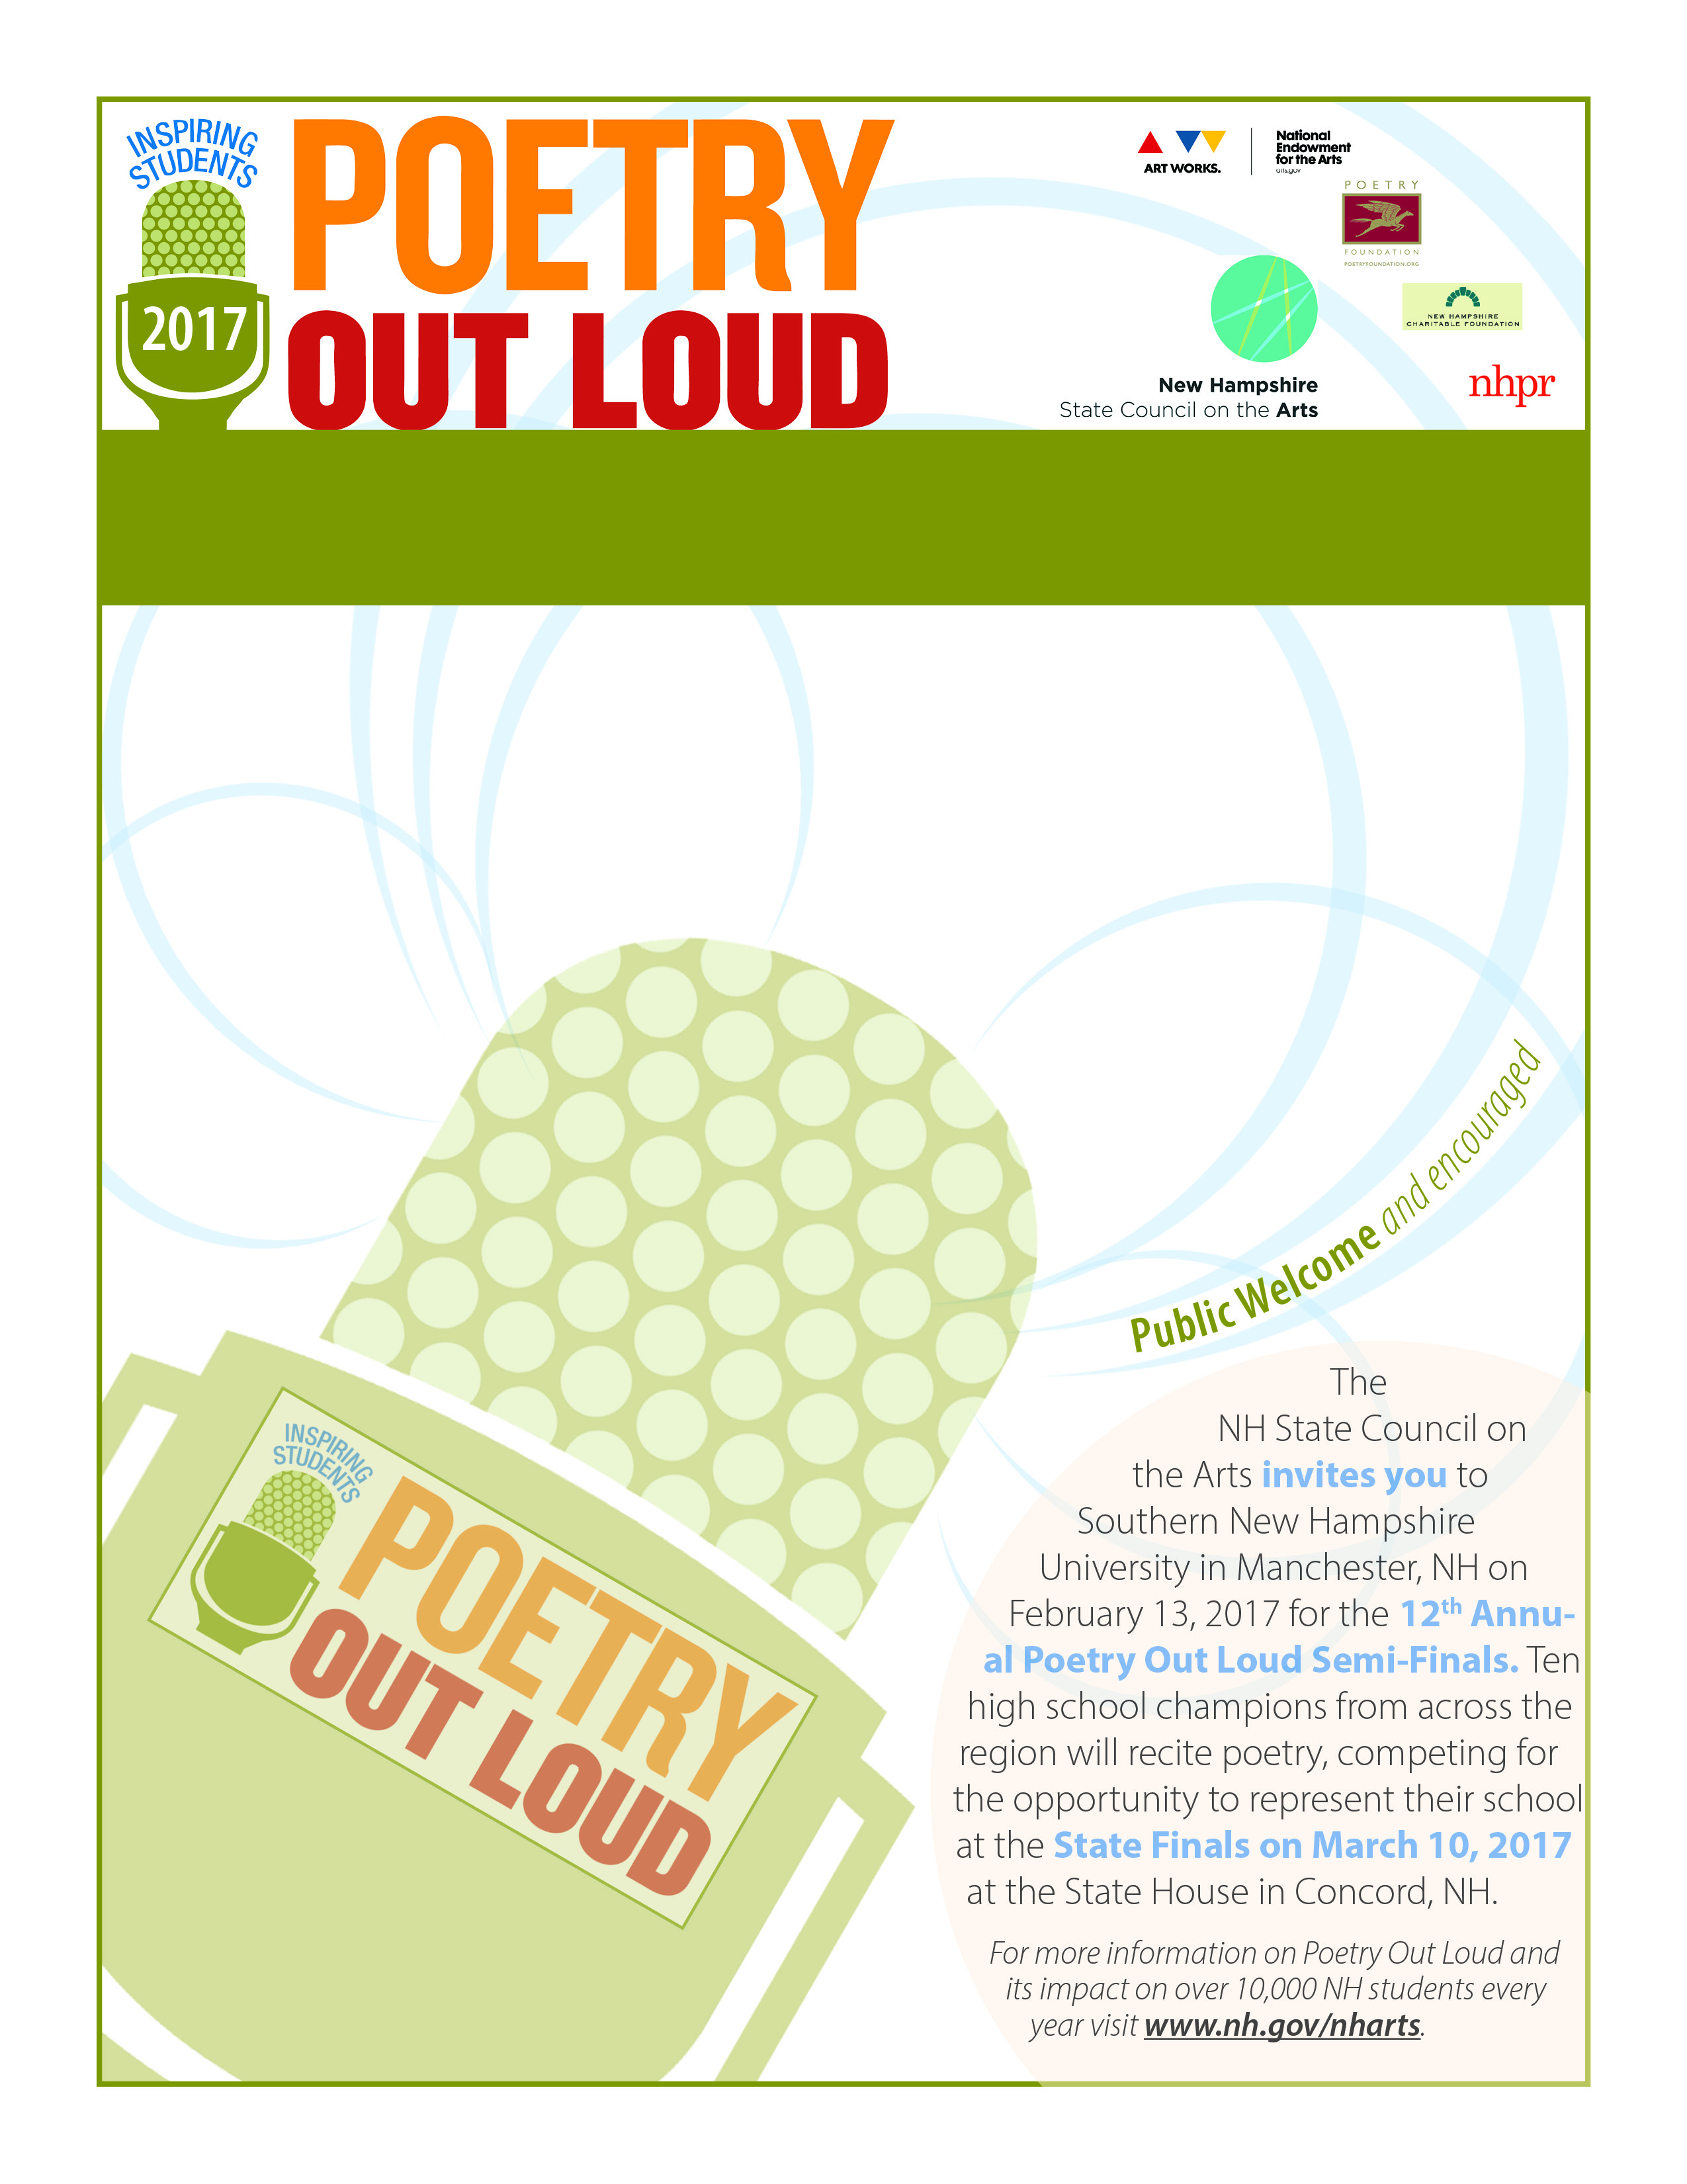 INSPIRING
STUDENTS
2017
POETRY
OUT LOUD
ART WORKS.
National
Endowment
for the Arts
arts.gov
POETRY
FOUNDATION
POETRYFOUNDATION.ORG
New Hampshire
State Council on the Arts
NEW HAMPSHIRE
CHARITABLE FOUNDATION
nhpr
Public Welcome and encouraged
The
NH State Council on
the Arts invites you to
Southern New Hampshire
University in Manchester, NH on
February 13, 2017 for the 12th Annu-
al Poetry Out Loud Semi-Finals. Ten
high school champions from across the
region will recite poetry, competing for
the opportunity to represent their school
at the State Finals on March 10, 2017
at the State House in Concord, NH.
For more information on Poetry Out Loud and
its impact on over 10,000 NH students every
year visit www.nh.gov/nharts.
INSPIRING
STUDENTS
POETRY
OUT LOUD